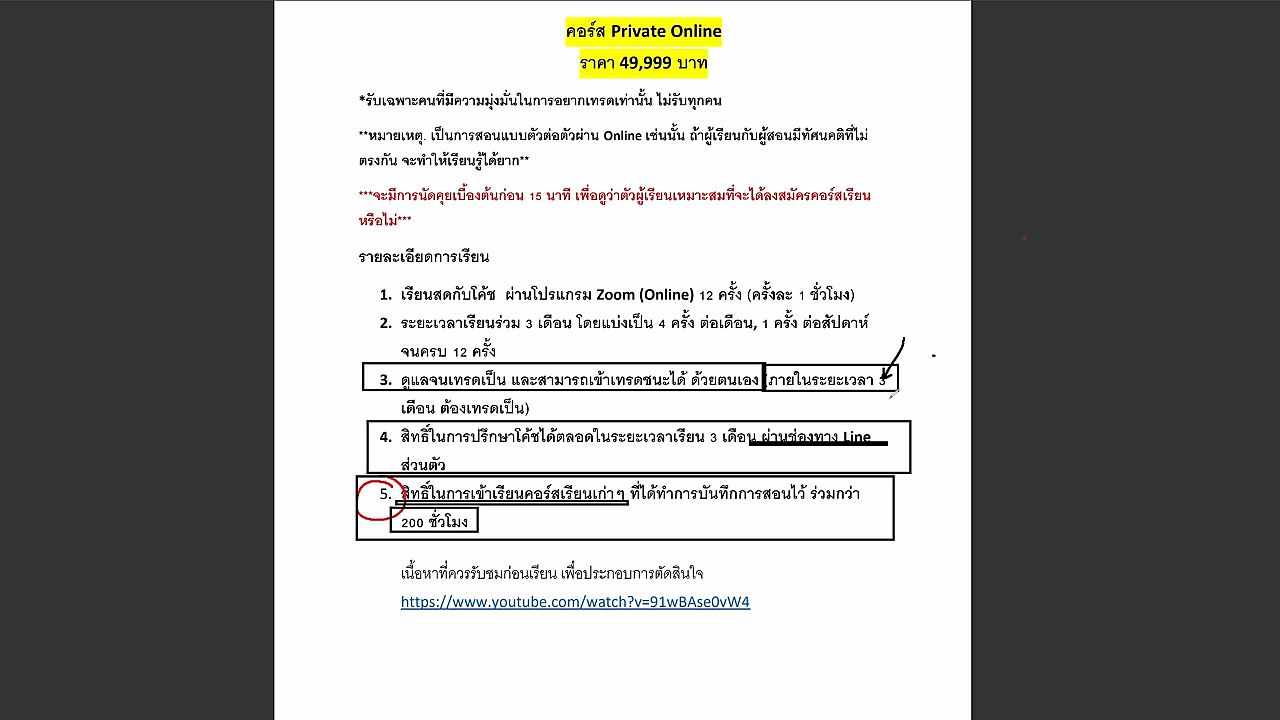 คอร์ส Private Online
ราคา 49,999 บาท
*รับเฉพาะคนที่มีความมุ่งมั่นในการอยากเทรดเท่านั้น ไม่รับทุกคน
**หมายเหตุ. เป็นการสอนแบบตัวต่อตัวผ่าน Online เช่นนั้น ถ้าผู้เรียนกับผู้สอนมีทัศนคติที่ไม่
ตรงกัน จะทำให้เรียนรู้ได้ยาก**
***จะมีการนัดคุยเบื้องต้นก่อน 15 นาที เพื่อดูว่าตัวผู้เรียนเหมาะสมที่จะได้ลงสมัครคอร์สเรียน
หรือไม่***
รายละเอียดการเรียน
1. เรียนสดกับโค้ช ผ่านโปรแกรม Zoom (Online) 12 ครั้ง (ครั้งละ 1 ชั่วโมง)
2. ระยะเวลาเรียนร่วม 3 เดือน โดยแบ่งเป็น 4 ครั้ง ต่อเดือน, 1 ครั้ง ต่อสัปดาห์
จนครบ 12 ครั้ง
3. ดูแลจนเทรดเป็น และสามารถเข้าเทรดชนะได้ ด้วยตนเอง (ภายในระยะเวลา 3
เดือน ต้องเทรดเป็น)
4. สิทธิ์ในการปรึกษาโค้ชได้ตลอดในระยะเวลาเรียน 3 เดือน ผ่านช่องทาง Line
ส่วนตัว
5. สิทธิ์ในการเข้าเรียนคอร์สเรียนเก่าๆ ที่ได้ทำการบันทึกการสอนไว้ ร่วมกว่า
200 ชั่วโมง
เนื้อหาที่ควรรับชมก่อนเรียน เพื่อประกอบการตัดสินใจ
https://www.youtube.com/watch?v=91wBAse0vW4